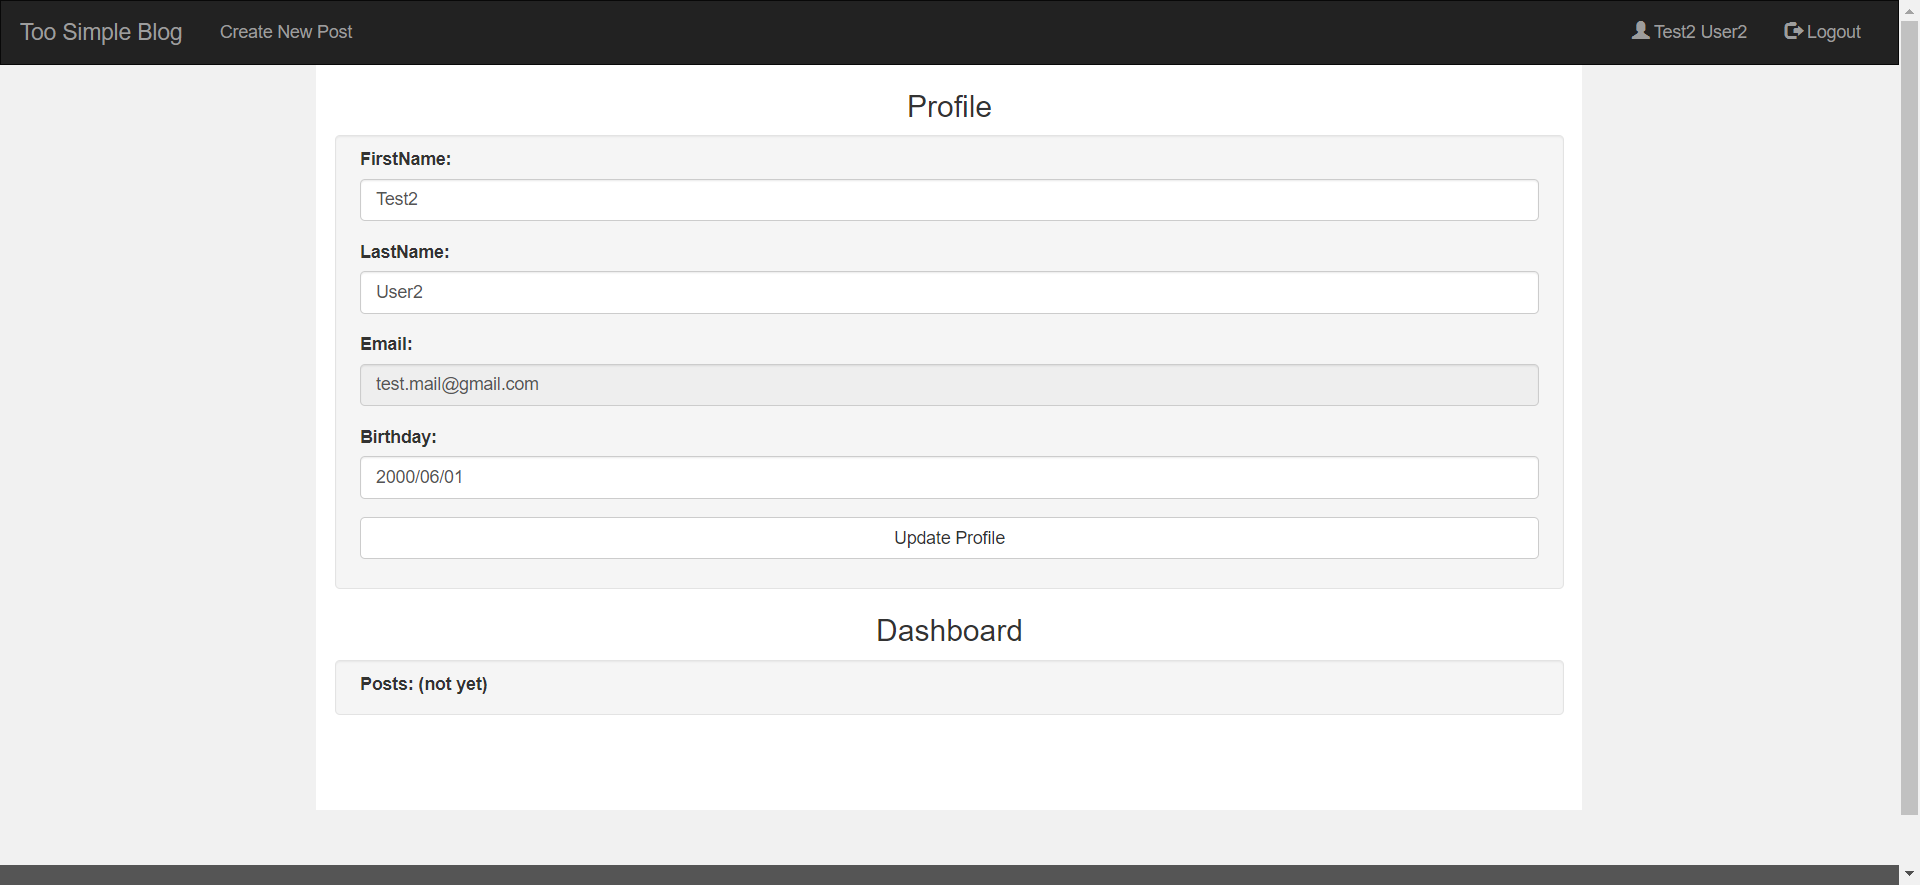 Too Simple Blog
Create New Post
Test2 User2
Logout
Profile
FirstName:
Test2
LastName:
User2
Email:
test.mail@gmail.com
Birthday:
2000/06/01
Update Profile
Dashboard
Posts: (not yet)